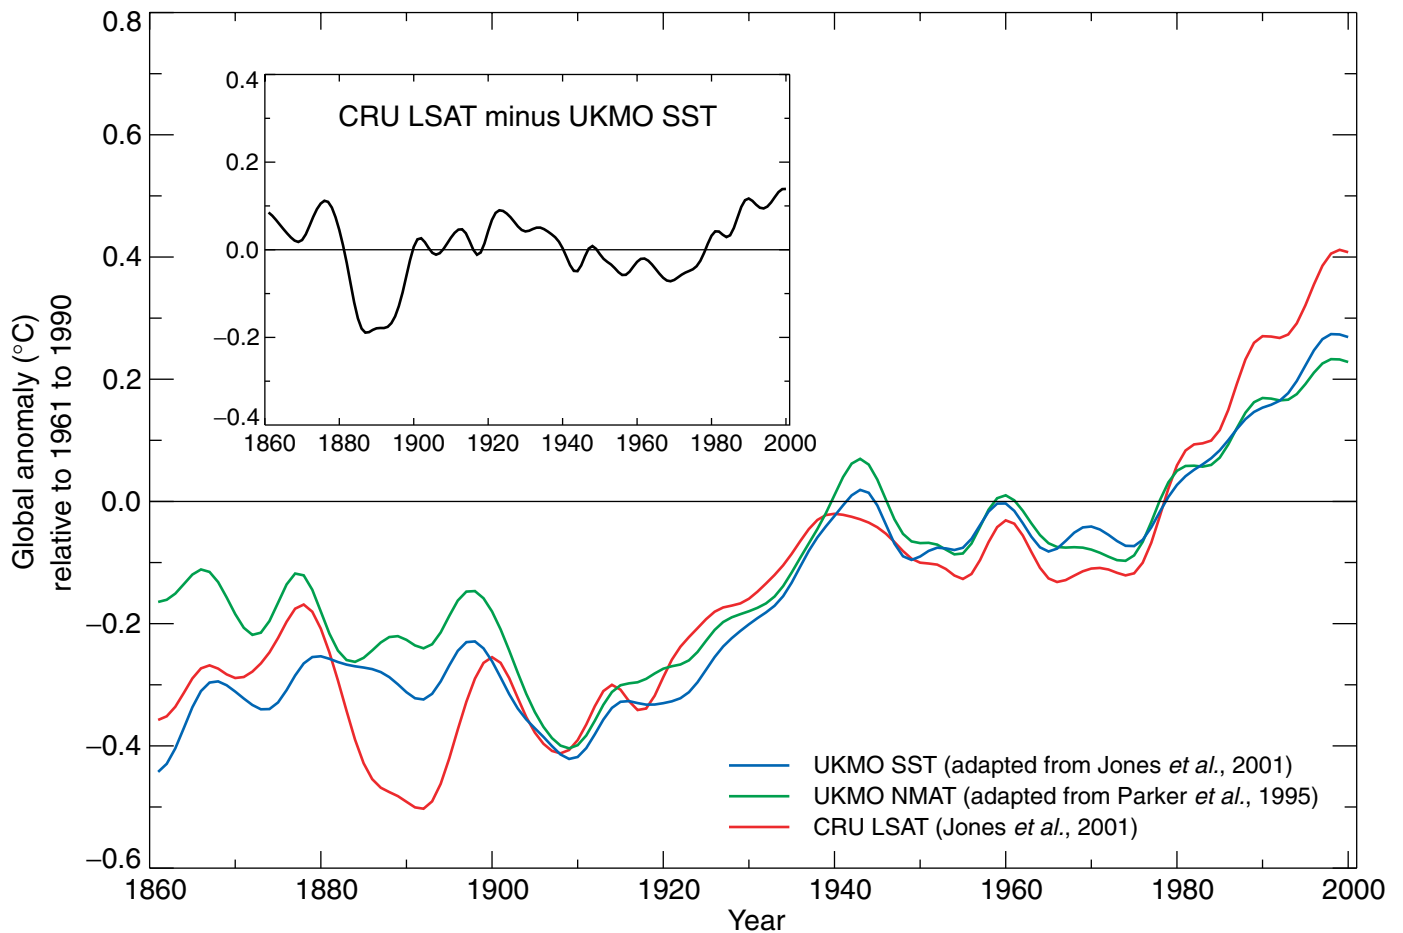 0.8
0.6
0.4
0.2
0.0
−0.2
−0.4
−0.6
Global anomaly (°C)
relative to 1961 to 1990
CRU LSAT minus UKMO SST
0.4
0.2
0.0
−0.2
−0.4
1860 1880 1900 1920 1940 1960 1980 2000
UKMO SST (adapted from Jones et al., 2001)
UKMO NMAT (adapted from Parker et al., 1995)
CRU LSAT (Jones et al., 2001)
1860 1880 1900 1920 1940 1960 1980 2000
Year